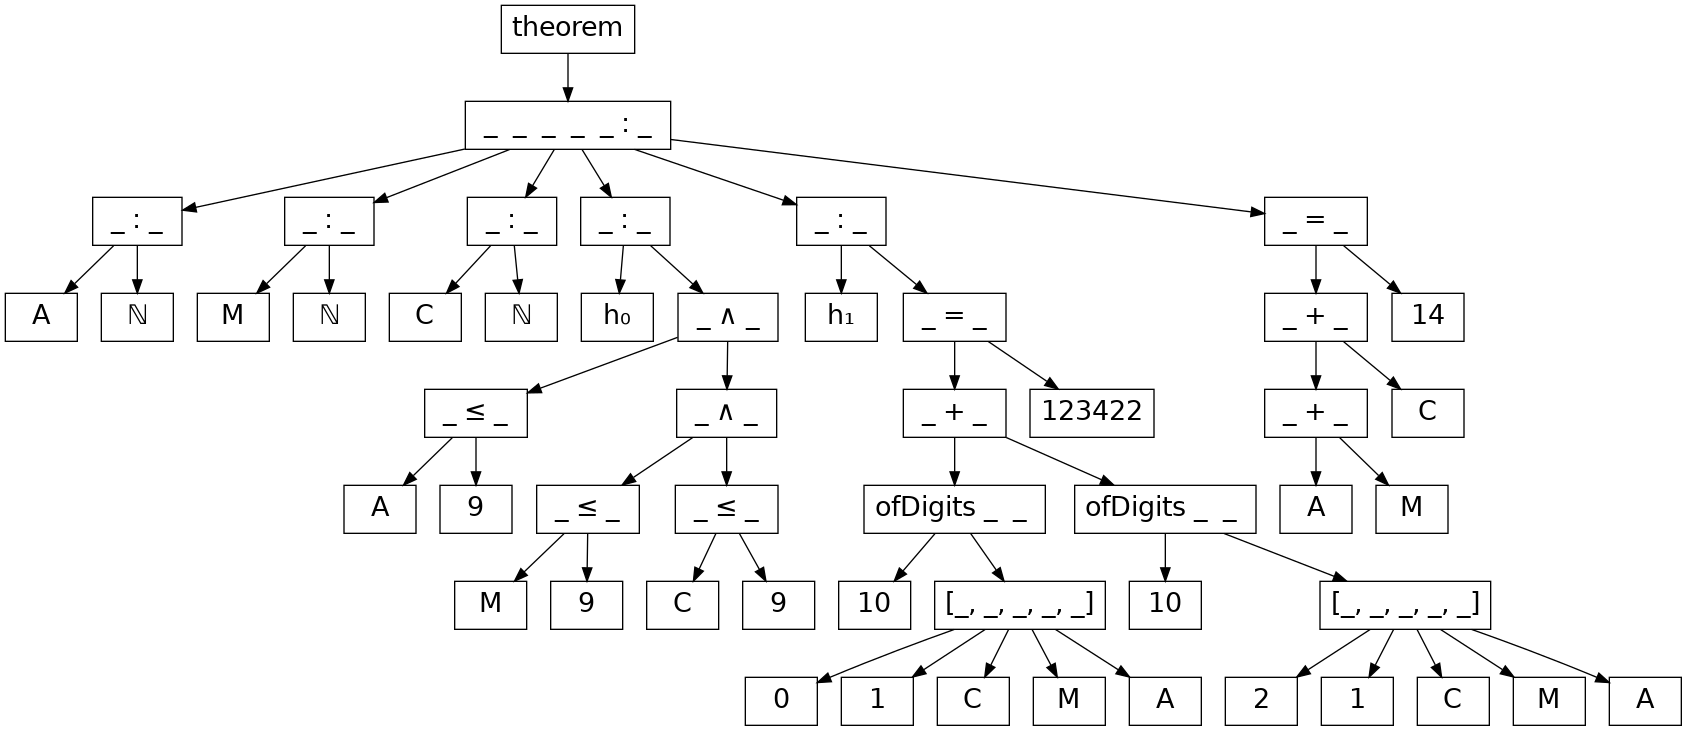 theorem
_ _ _ _ _ : _
_ : _ _ : _ _ : _ _ : _ _ : _ _ = _
A ℕ M ℕ C ℕ h₀ _ ∧ _ h₁ _ = _ _ + _ 14
_ ≤ _ _ ∧ _ _ + _ 123422 _ + _ C
A 9 _ ≤ _ _ ≤ _ ofDigits _ _ ofDigits _ _ A M
M 9 C 9 10 [_, _, _, _, _] 10 [_, _, _, _, _]
0 1 C M A 2 1 C M A